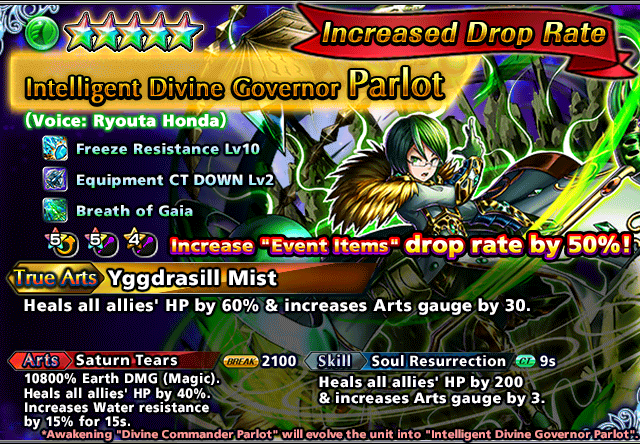 Increased Drop Rate
Intelligent Divine Governor Parlot
(Voice: Ryouta Honda)
Freeze Resistance Lv10
Equipment CT DOWN Lv2
Breath of Gaia
5 5 4
Increase "Event Items" drop rate by 50%!
True Arts Yggdrasill Mist
Heals all allies' HP by 60% & increases Arts gauge by 30.
Arts Saturn Tears BREAK 2100
10800% Earth DMG (Magic).
Heals all allies' HP by 40%.
Increases Water resistance
by 15% for 15s.
Skill Soul Resurrection CT 9s
Heals all allies' HP by 200
& increases Arts gauge by 3.
*Awakening "Divine Commander Parlot" will evolve the unit into "Intelligent Divine Governor Parlot"